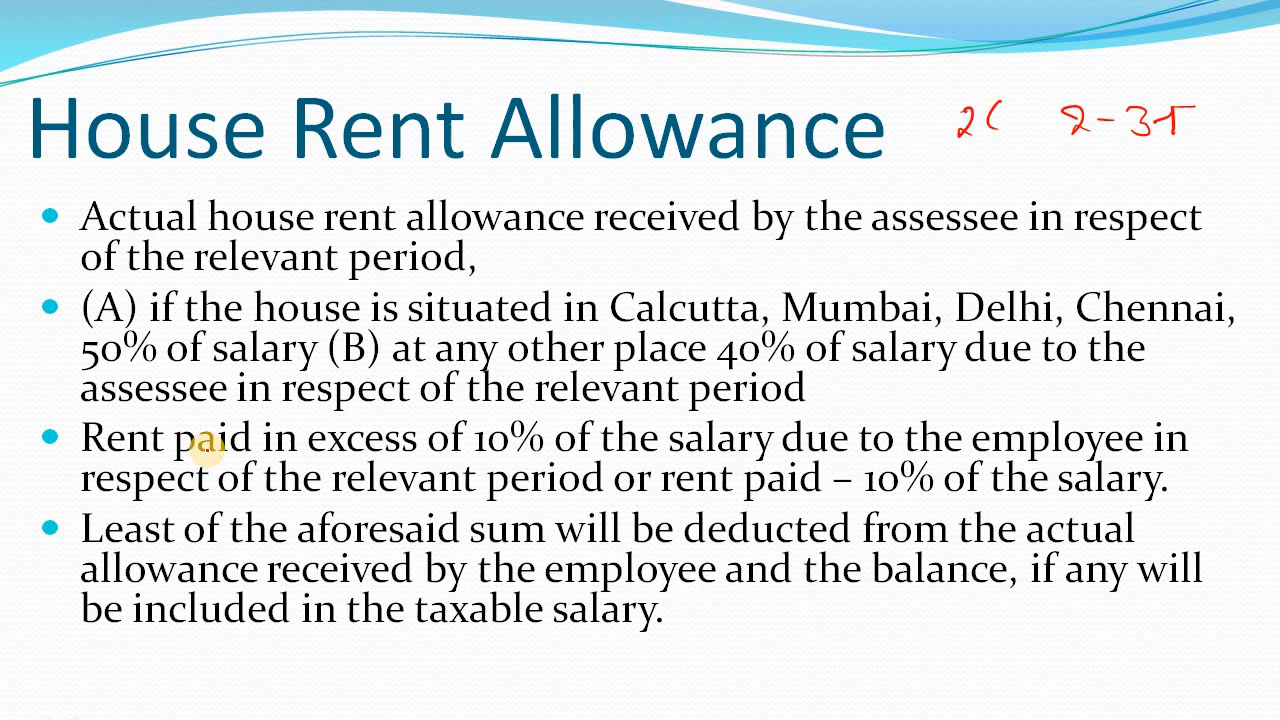 House Rent Allowance
Actual house rent allowance received by the assessee in respect
of the relevant period,
(A) if the house is situated in Calcutta, Mumbai, Delhi, Chennai,
50% of salary (B) at any other place 40% of salary due to the
assessee in respect of the relevant period
Rent paid in excess of 10% of the salary due to the employee in
respect of the relevant period or rent paid – 10% of the salary.
Least of the aforesaid sum will be deducted from the actual
allowance received by the employee and the balance, if any will
be included in the taxable salary.